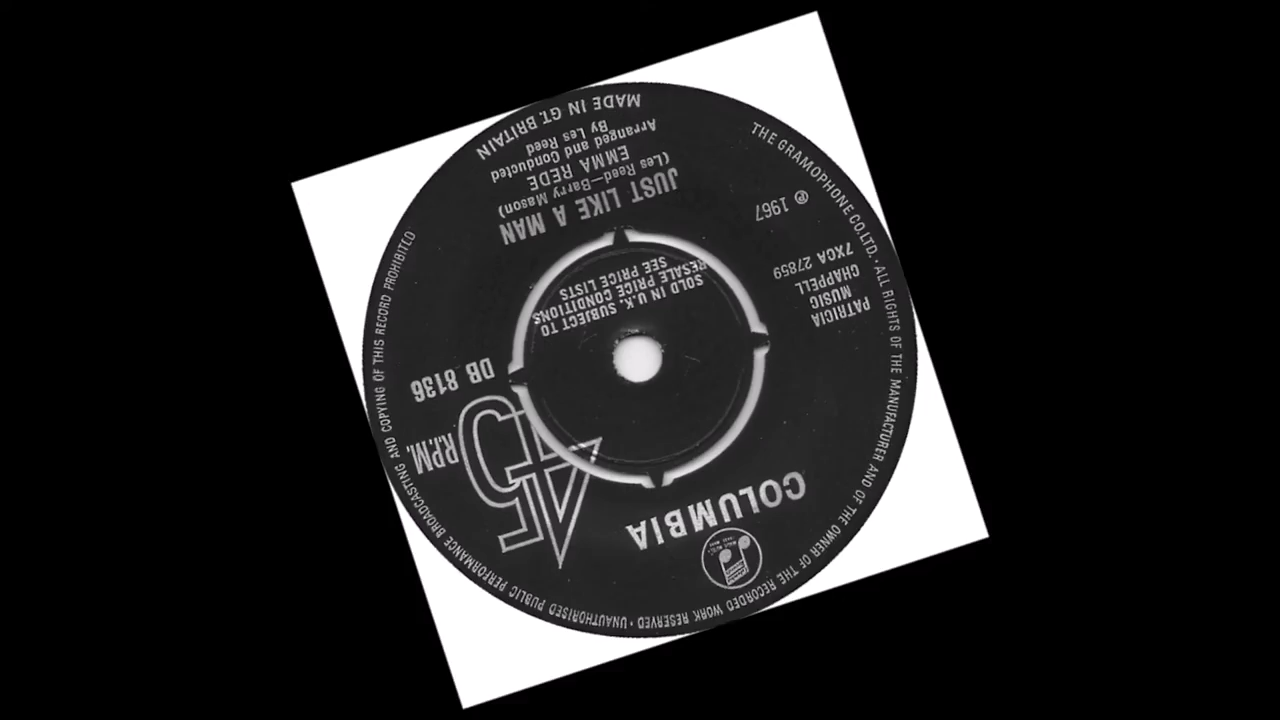 THE GRAMOPHONE CO. LTD. · ALL RIGHTS OF THE MANUFACTURER AND OF THE OWNER OF THE RECORDED WORK RESERVED · UNAUTHORISED PUBLIC PERFORMANCE BROADCASTING AND COPYING OF THIS RECORD PROHIBITED
COLUMBIA
45
R.P.M.
DB 8136
PATRICIA
MUSIC
CHAPPELL
7XCA 27859
℗ 1967
SOLD IN U.K. SUBJECT TO
RESALE PRICE CONDITIONS
SEE PRICE LISTS
JUST LIKE A MAN
(Les Reed—Barry Mason)
EMMA REDE
Arranged and Conducted
By Les Reed
MADE IN GT. BRITAIN